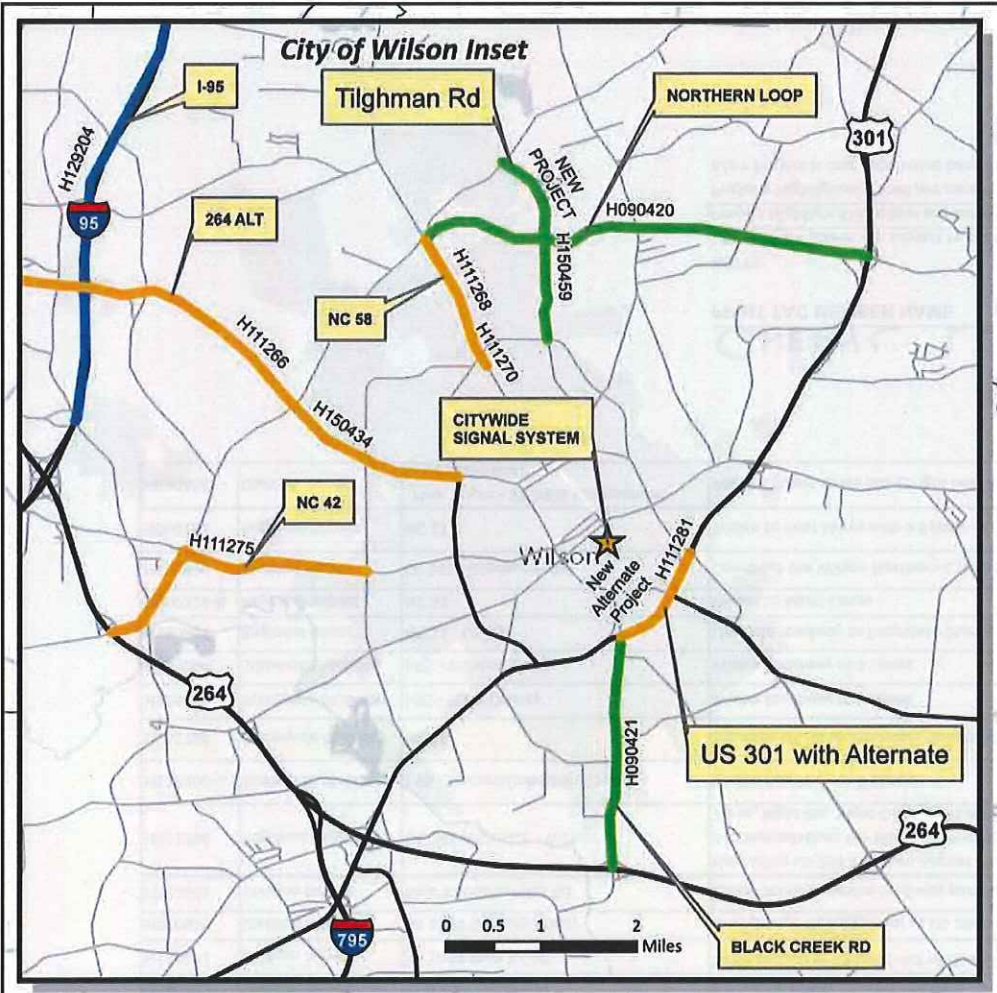 City of Wilson Inset
I-95
Tilghman Rd
NORTHERN LOOP
301
H129204
NEW PROJECT
H090420
95
264 ALT
H150459
H111268
NC 58
H111266
H111270
H150434
CITYWIDE
SIGNAL SYSTEM
NC 42
H111275
Wilson
H111281
New
Alternate
Project
264
H090421
US 301 with Alternate
264
795
0 0.5 1 2
Miles
BLACK CREEK RD